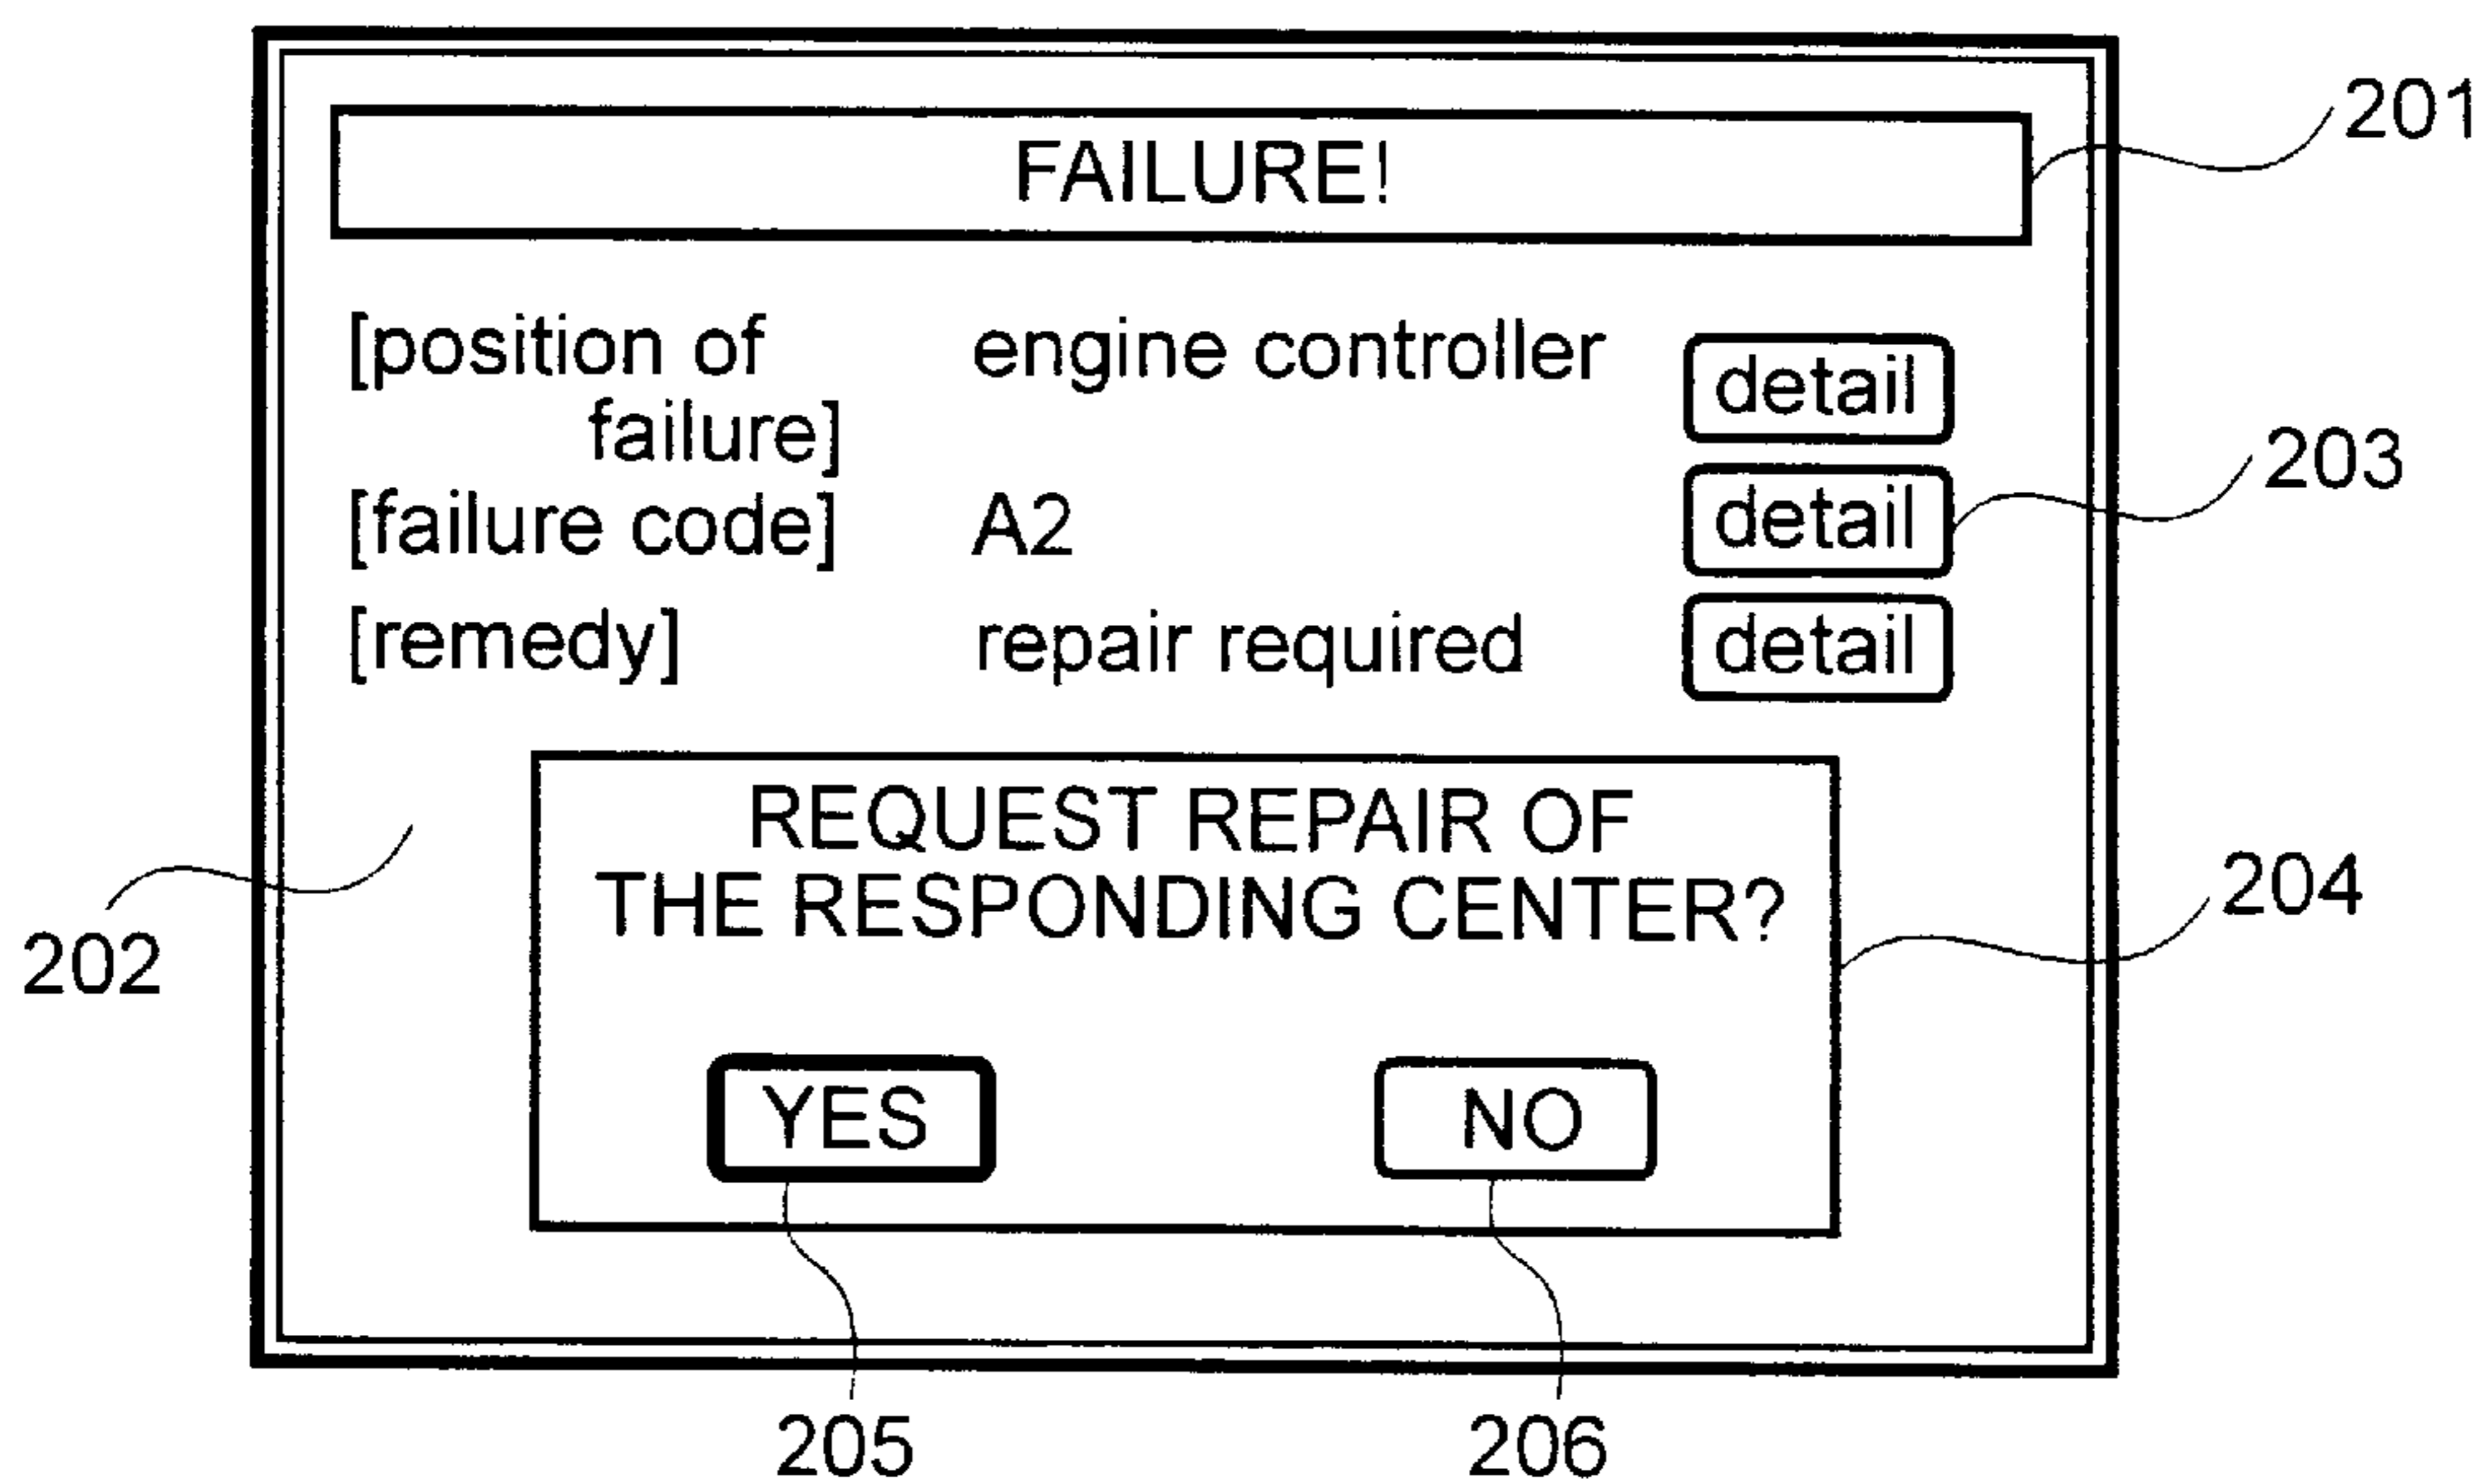 FAILURE!
201
[position of failure] engine controller detail
[failure code] A2 detail
203
[remedy] repair required detail
REQUEST REPAIR OF
THE RESPONDING CENTER?
204
202
YES NO
205 206